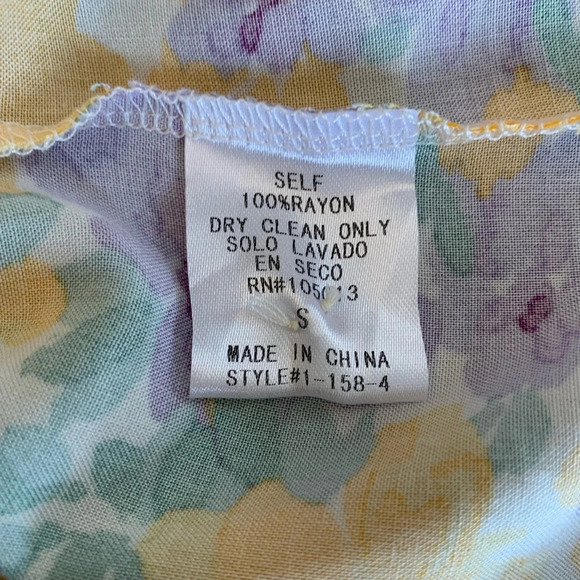 SELF
100%RAYON
DRY CLEAN ONLY
SOLO LAVADO
EN SECO
S
MADE IN CHINA
STYLE#1-158-4